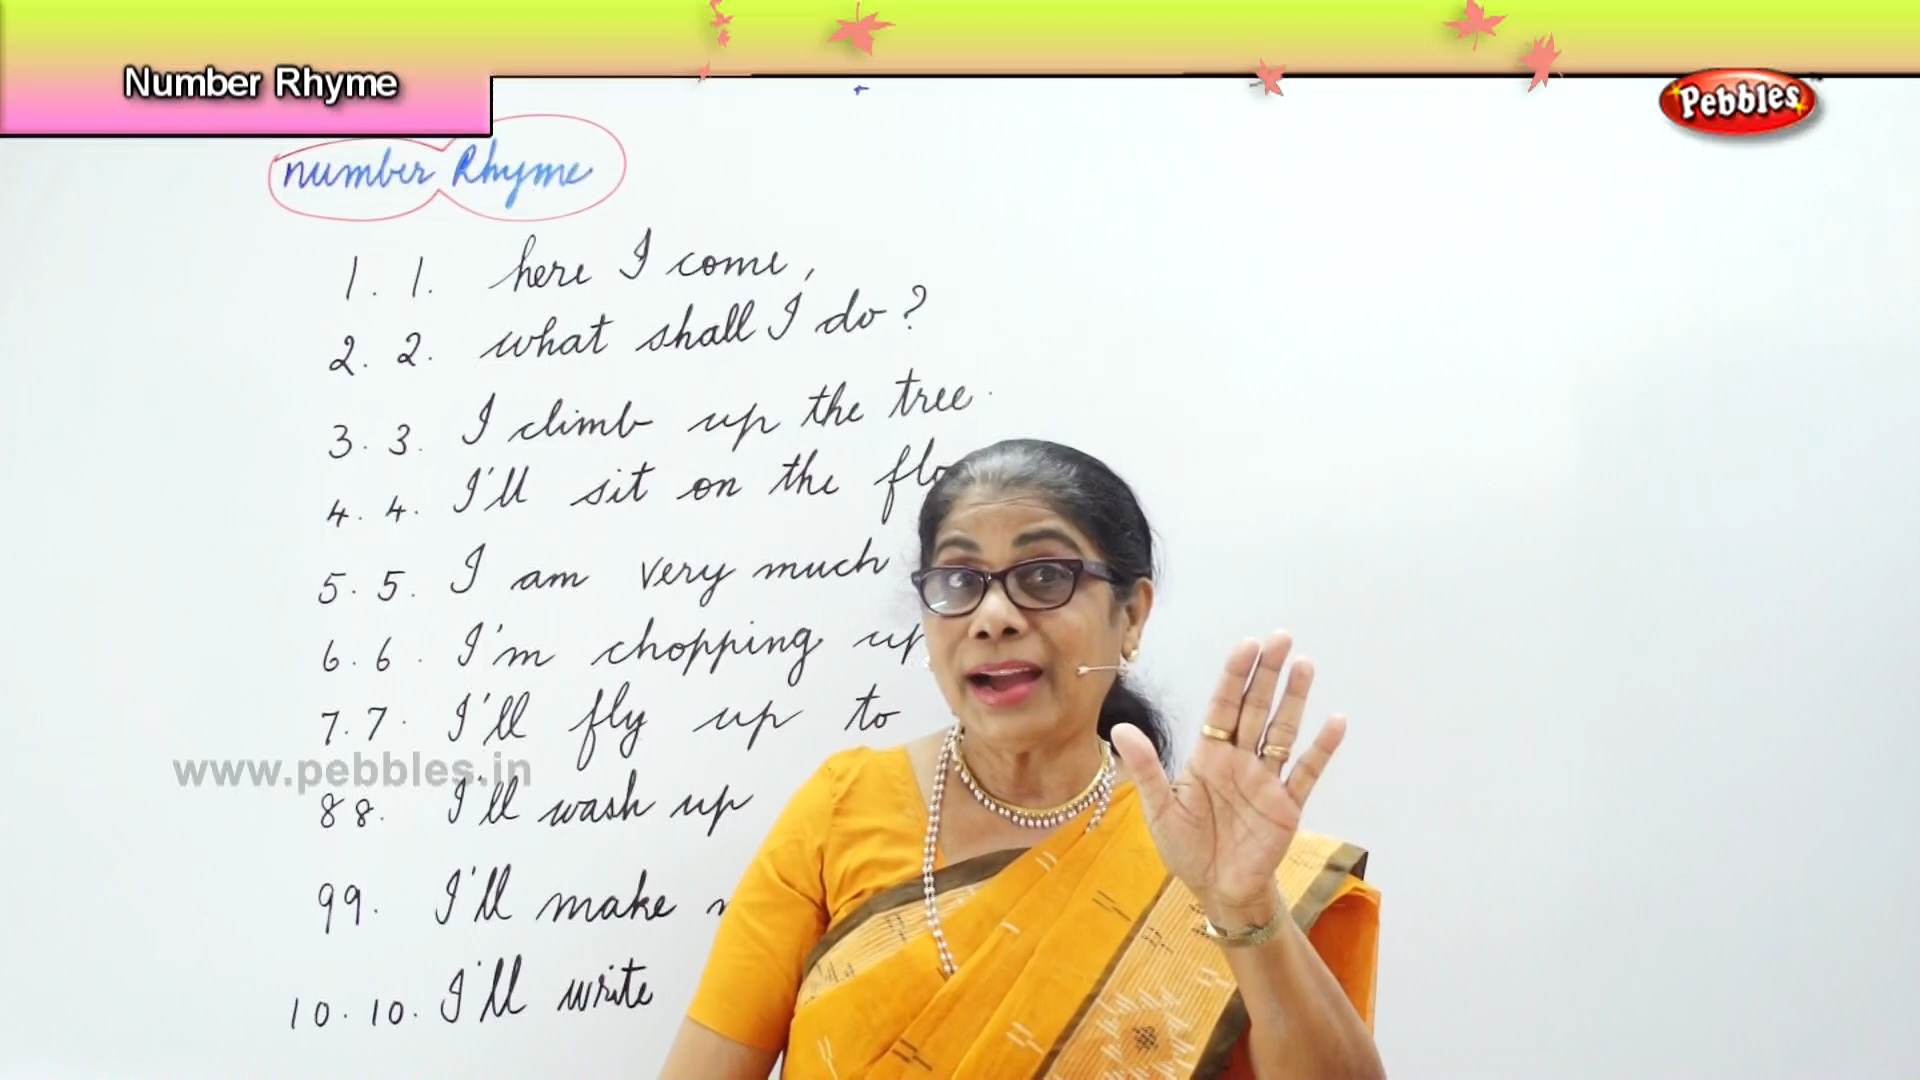 Number Rhyme
Pebbles
number Rhyme
1. 1. here I come,
2. 2. what shall I do?
3. 3. I climb up the tree.
4. 4. I'll sit on the
5. 5. I am very much
6. 6. I'm chopping up
7. 7. I'll fly up to
www.pebbles.in
8 8. I'll wash up
9 9. I'll make
10. 10. I'll write